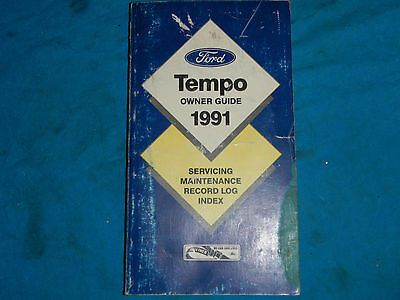 Ford
Tempo
OWNER GUIDE
1991
SERVICING
MAINTENANCE
RECORD LOG
INDEX